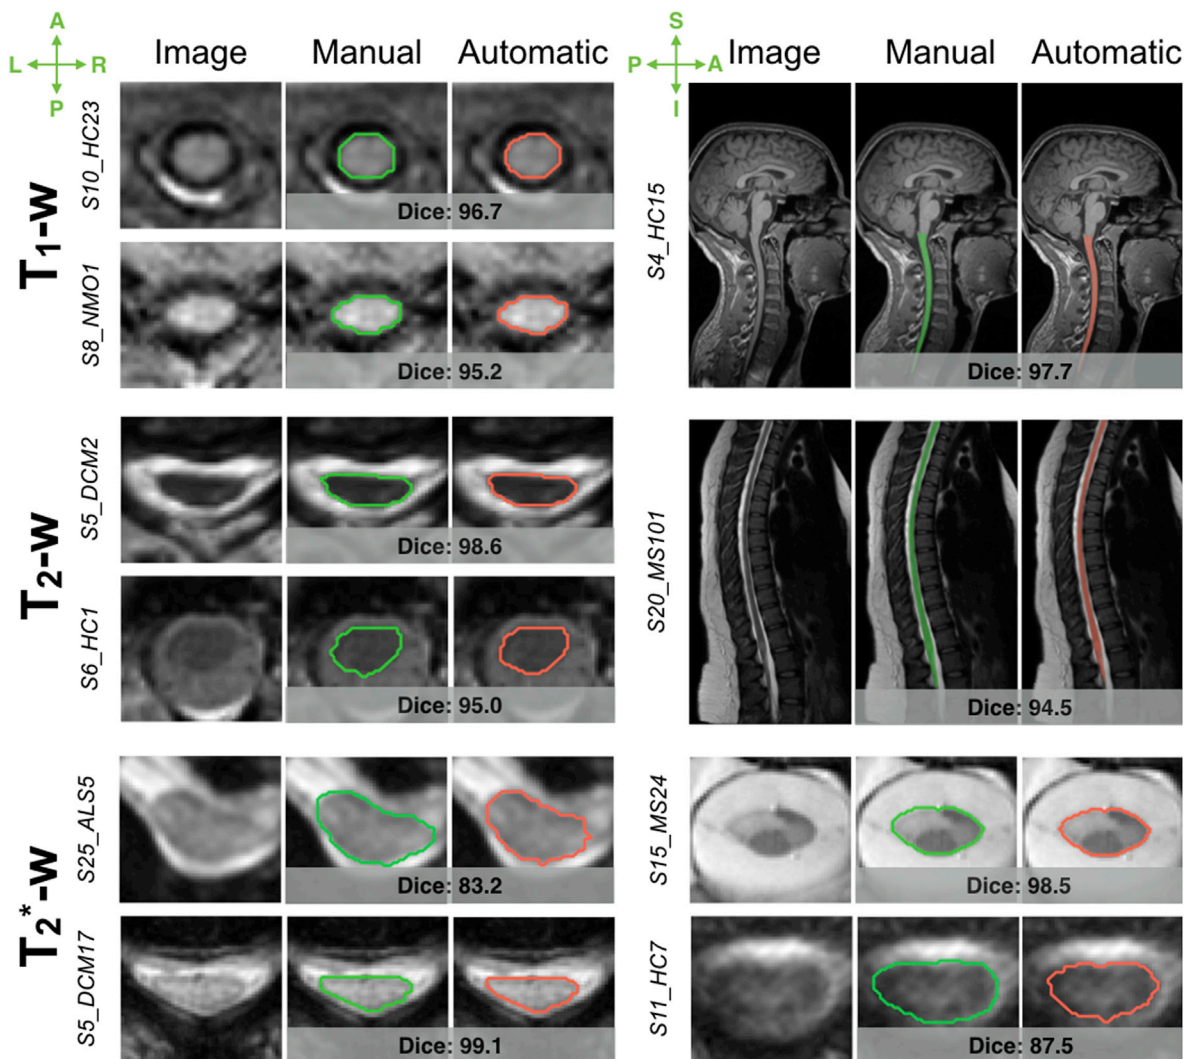 A
L R
P
Image Manual Automatic
S
P A
I
Image Manual Automatic
T1-w
S10_HC23
Dice: 96.7
S8_NMO1
Dice: 95.2
S4_HC15
Dice: 97.7
T2-w
S5_DCM2
Dice: 98.6
S6_HC1
Dice: 95.0
S20_MS101
Dice: 94.5
T2*-w
S25_ALS5
Dice: 83.2
S15_MS24
Dice: 98.5
S5_DCM17
Dice: 99.1
S11_HC7
Dice: 87.5